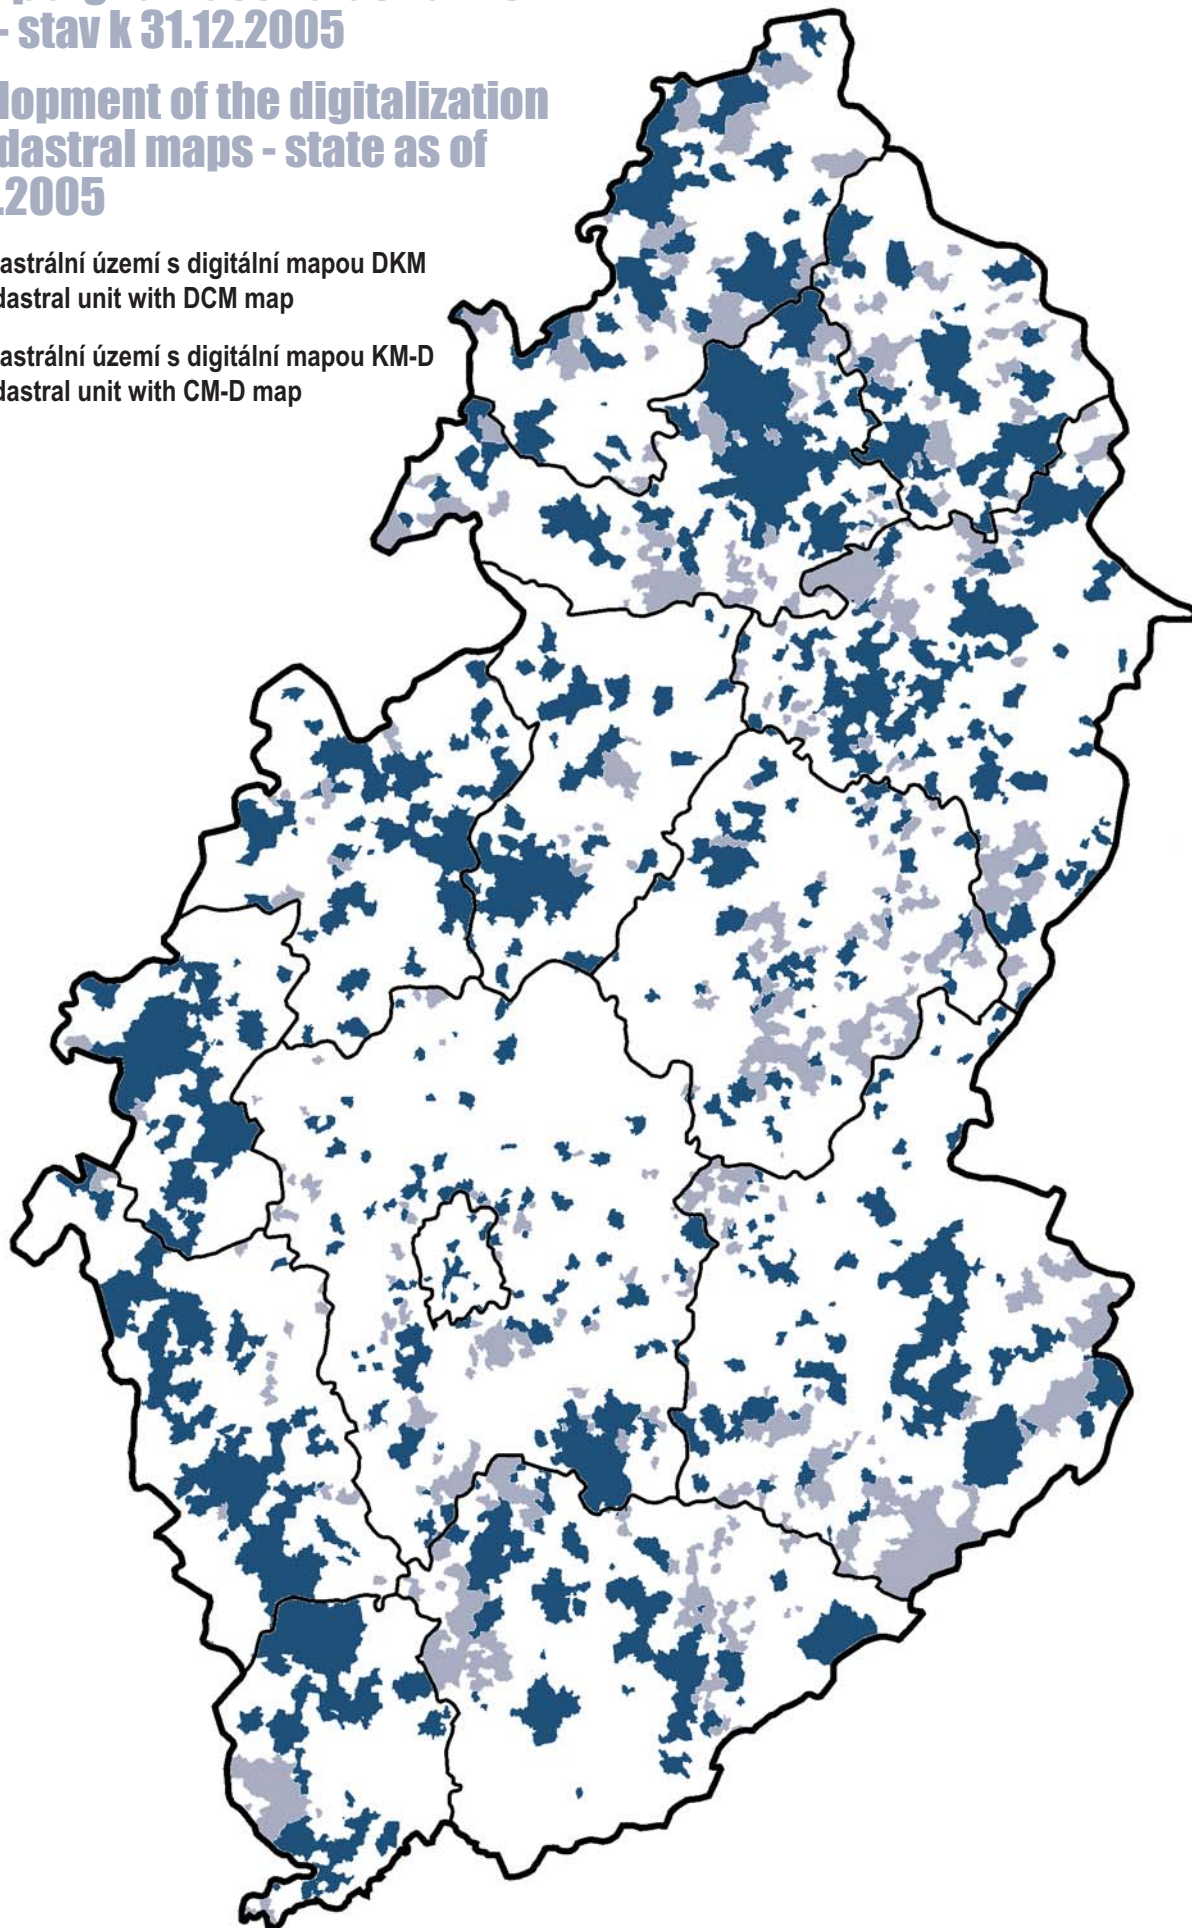 - stav k 31.12.2005
lopment of the digitalization
dastral maps - state as of
.2005
astrální území s digitální mapou DKM
dastral unit with DCM map
astrální území s digitální mapou KM-D
dastral unit with CM-D map